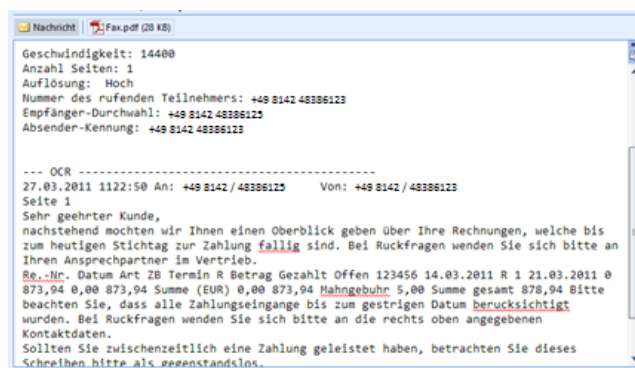 Nachricht Fax.pdf (28 KB)
Geschwindigkeit: 14400
Anzahl Seiten: 1
Auflösung: Hoch
Nummer des rufenden Teilnehmers: +49 8142 48386123
Empfänger-Durchwahl: +49 8142 48386125
Absender-Kennung: +49 8142 48386123
--- OCR ------------------------------------------
27.03.2011 1122:50 An: +49 8142 / 48386125 Von: +49 8142 / 48386123
Seite 1
Sehr geehrter Kunde,
nachstehend mochten wir Ihnen einen Oberblick geben über Ihre Rechnungen, welche bis
zum heutigen Stichtag zur Zahlung fallig sind. Bei Ruckfragen wenden Sie sich bitte an
Ihren Ansprechpartner im Vertrieb.
Re.-Nr. Datum Art ZB Termin R Betrag Gezahlt Offen 123456 14.03.2011 R 1 21.03.2011 0
873,94 0,00 873,94 Summe (EUR) 0,00 873,94 Mahngebuhr 5,00 Summe gesamt 878,94 Bitte
beachten Sie, dass alle Zahlungseingange bis zum gestrigen Datum berucksichtigt
wurden. Bei Ruckfragen wenden Sie sich bitte an die rechts oben angegebenen
Kontaktdaten.
Sollten Sie zwischenzeitlich eine Zahlung geleistet haben, betrachten Sie dieses
Schreiben bitte als gegenstandslos.